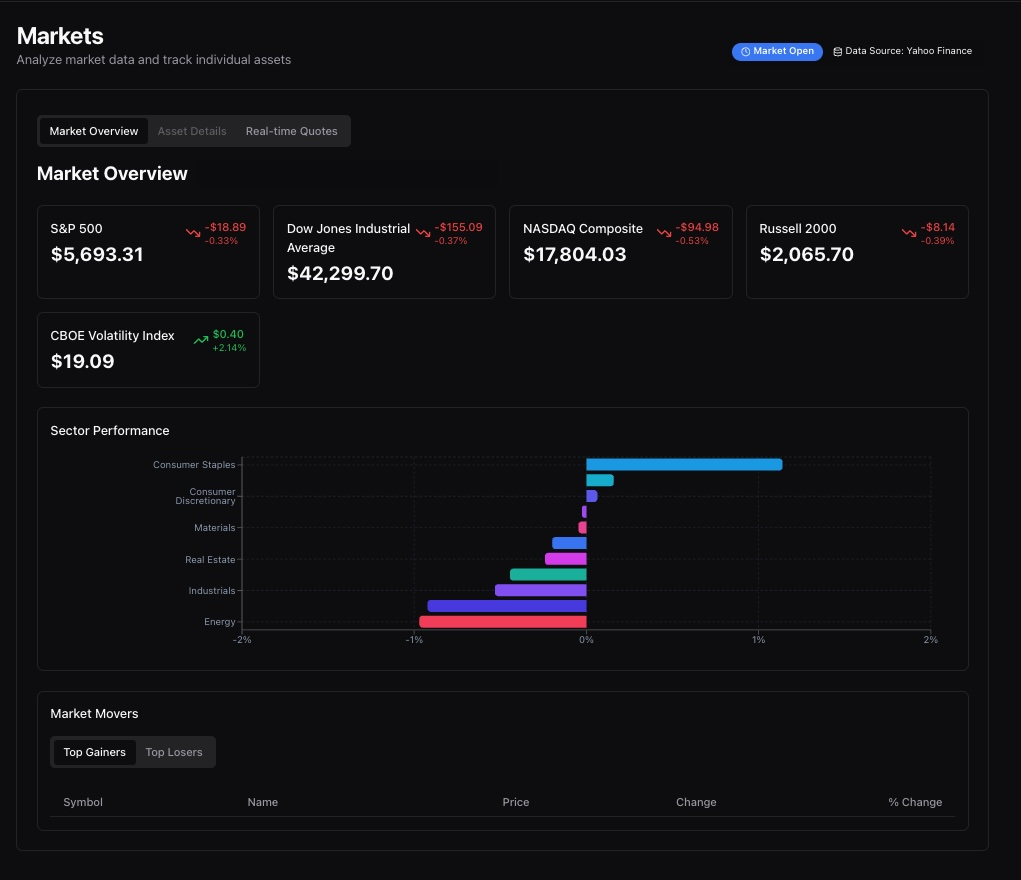 Markets
Analyze market data and track individual assets
Market Open
Data Source: Yahoo Finance
Market Overview
Asset Details
Real-time Quotes
Market Overview
S&P 500
-$18.89
-0.33%
$5,693.31
Dow Jones Industrial
Average
-$155.09
-0.37%
$42,299.70
NASDAQ Composite
-$94.98
-0.53%
$17,804.03
Russell 2000
-$8.14
-0.39%
$2,065.70
CBOE Volatility Index
$0.40
+2.14%
$19.09
Sector Performance
Consumer Staples
Consumer
Discretionary
Materials
Real Estate
Industrials
Energy
-2%
-1%
0%
1%
2%
Market Movers
Top Gainers
Top Losers
Symbol
Name
Price
Change
% Change